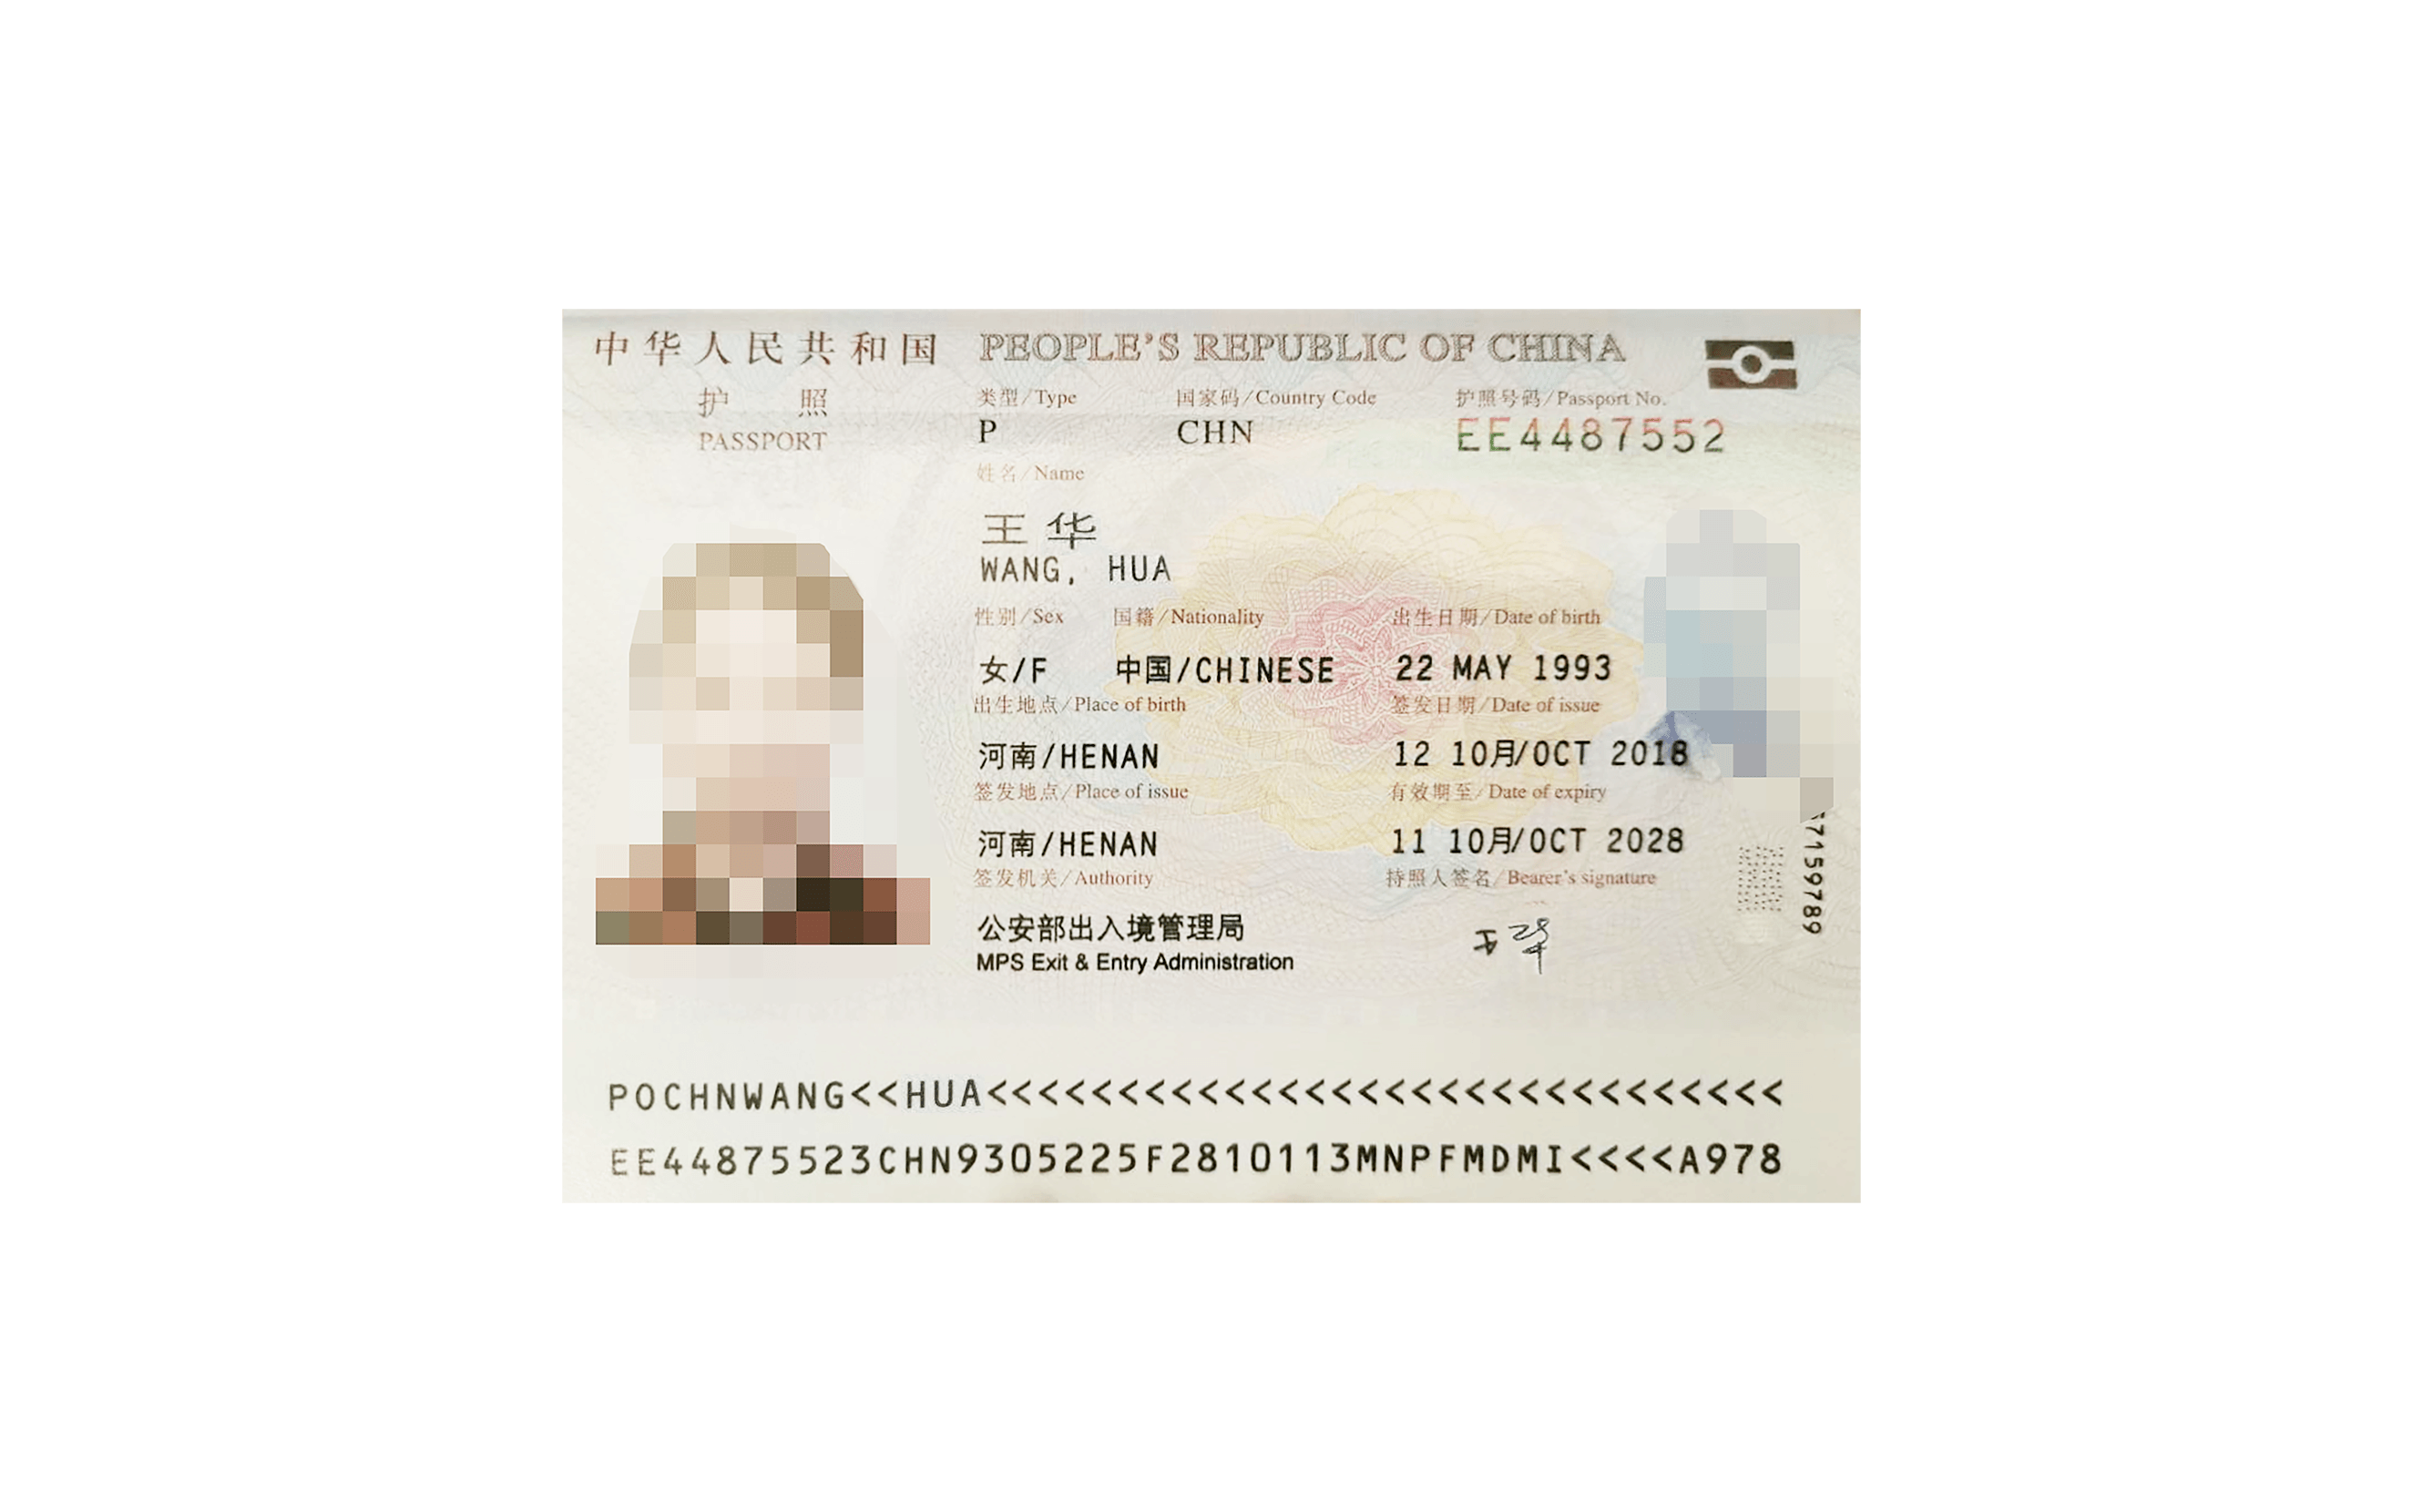 中华人民共和国 PEOPLE'S REPUBLIC OF CHINA
护 照 类型/Type 国家码/Country Code 护照号码/Passport No.
PASSPORT P CHN EE4487552
姓名/Name
王华
WANG, HUA
性别/Sex 国籍/Nationality 出生日期/Date of birth
女/F 中国/CHINESE 22 MAY 1993
出生地点/Place of birth 签发日期/Date of issue
河南/HENAN 12 10月/OCT 2018
签发地点/Place of issue 有效期至/Date of expiry
河南/HENAN 11 10月/OCT 2028
签发机关/Authority 持照人签名/Bearer's signature
公安部出入境管理局 王华
MPS Exit & Entry Administration
7159789
POCHNWANG<<HUA<<<<<<<<<<<<<<<<<<<<<<<<<<<<<<
EE44875523CHN9305225F2810113MNPFMDMI<<<<A978